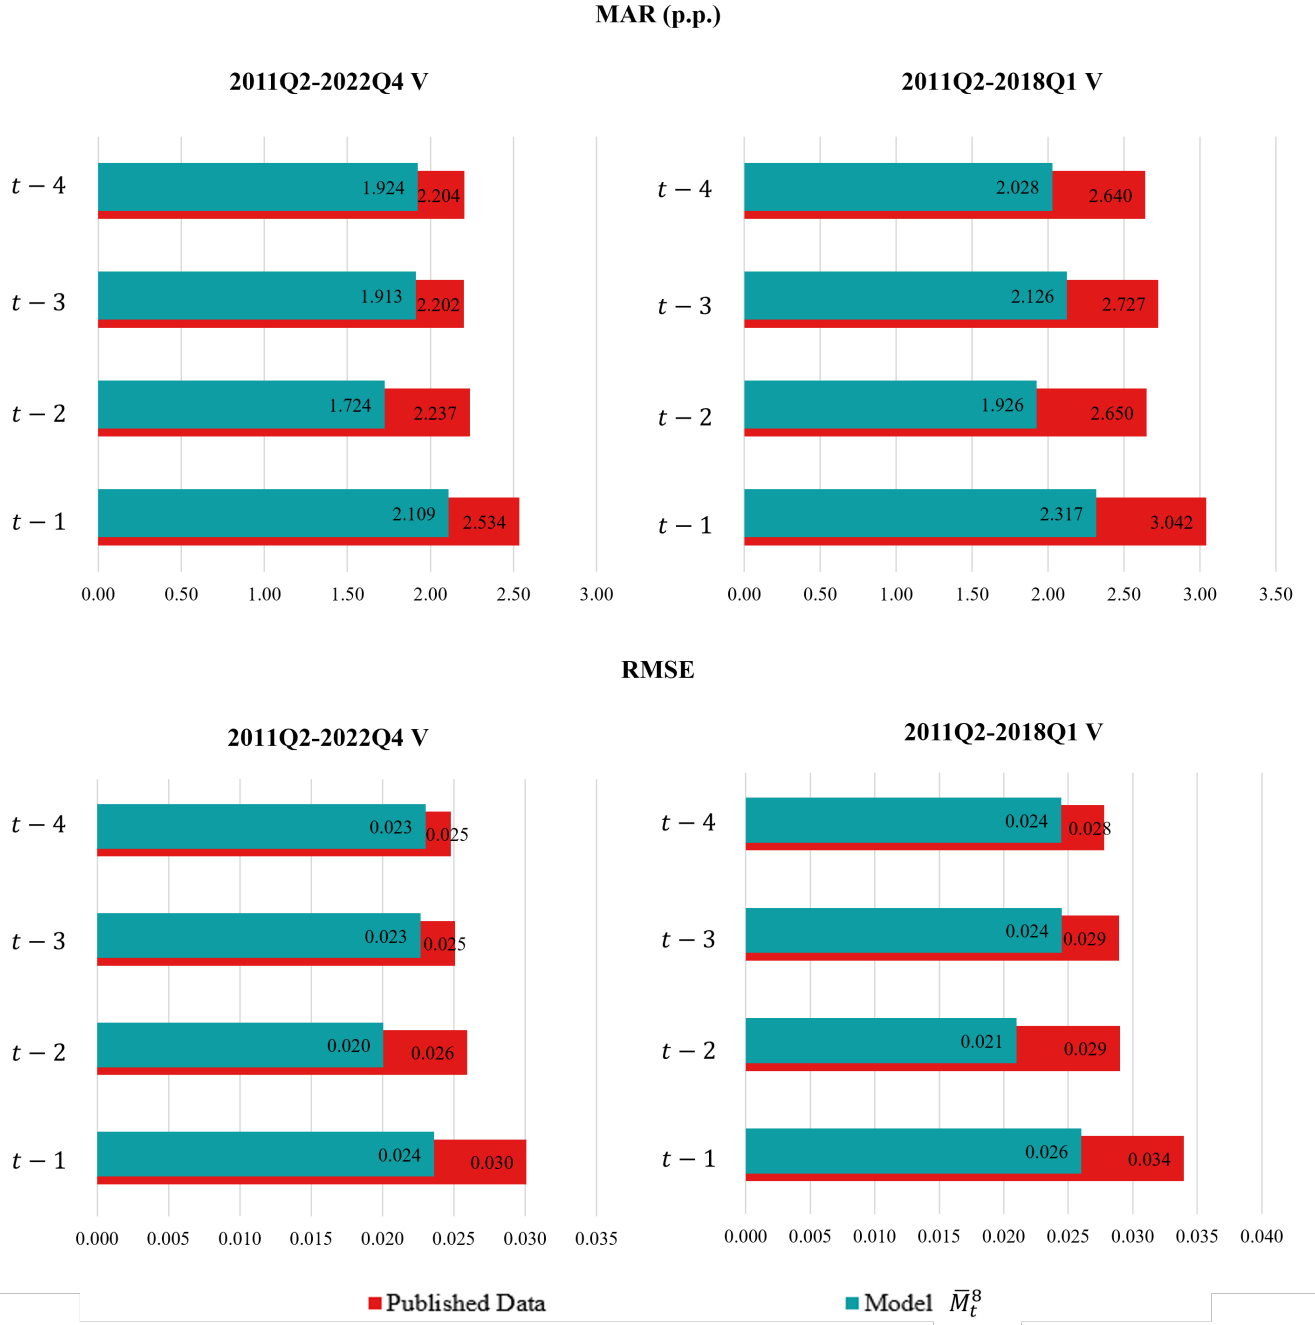 MAR (p.p.)
2011Q2-2022Q4 V
t − 4
1.924
2.204
t − 3
1.913
2.202
t − 2
1.724
2.237
t − 1
2.109
2.534
0.00 0.50 1.00 1.50 2.00 2.50 3.00
2011Q2-2018Q1 V
t − 4
2.028
2.640
t − 3
2.126
2.727
t − 2
1.926
2.650
t − 1
2.317
3.042
0.00 0.50 1.00 1.50 2.00 2.50 3.00 3.50
RMSE
2011Q2-2022Q4 V
t − 4
0.023
0.025
t − 3
0.023
0.025
t − 2
0.020
0.026
t − 1
0.024
0.030
0.000 0.005 0.010 0.015 0.020 0.025 0.030 0.035
2011Q2-2018Q1 V
t − 4
0.024
0.028
t − 3
0.024
0.029
t − 2
0.021
0.029
t − 1
0.026
0.034
0.000 0.005 0.010 0.015 0.020 0.025 0.030 0.035 0.040
Published Data
Model M̅ₜ⁸